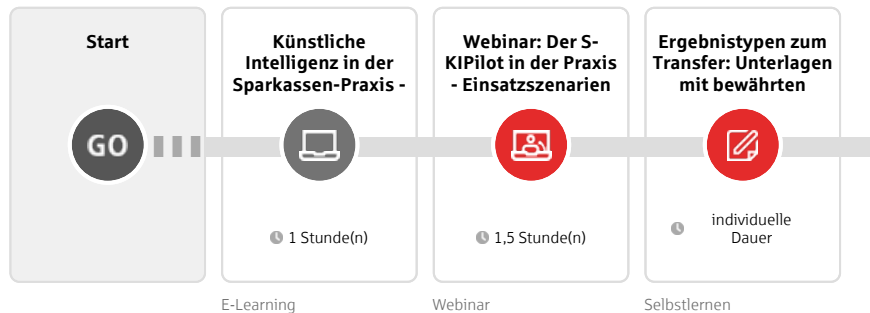 Start
GO
Künstliche
Intelligenz in der
Sparkassen-Praxis -
1 Stunde(n)
E-Learning
Webinar: Der S-
KIPilot in der Praxis
- Einsatzszenarien
1,5 Stunde(n)
Webinar
Ergebnistypen zum
Transfer: Unterlagen
mit bewährten
individuelle
Dauer
Selbstlernen